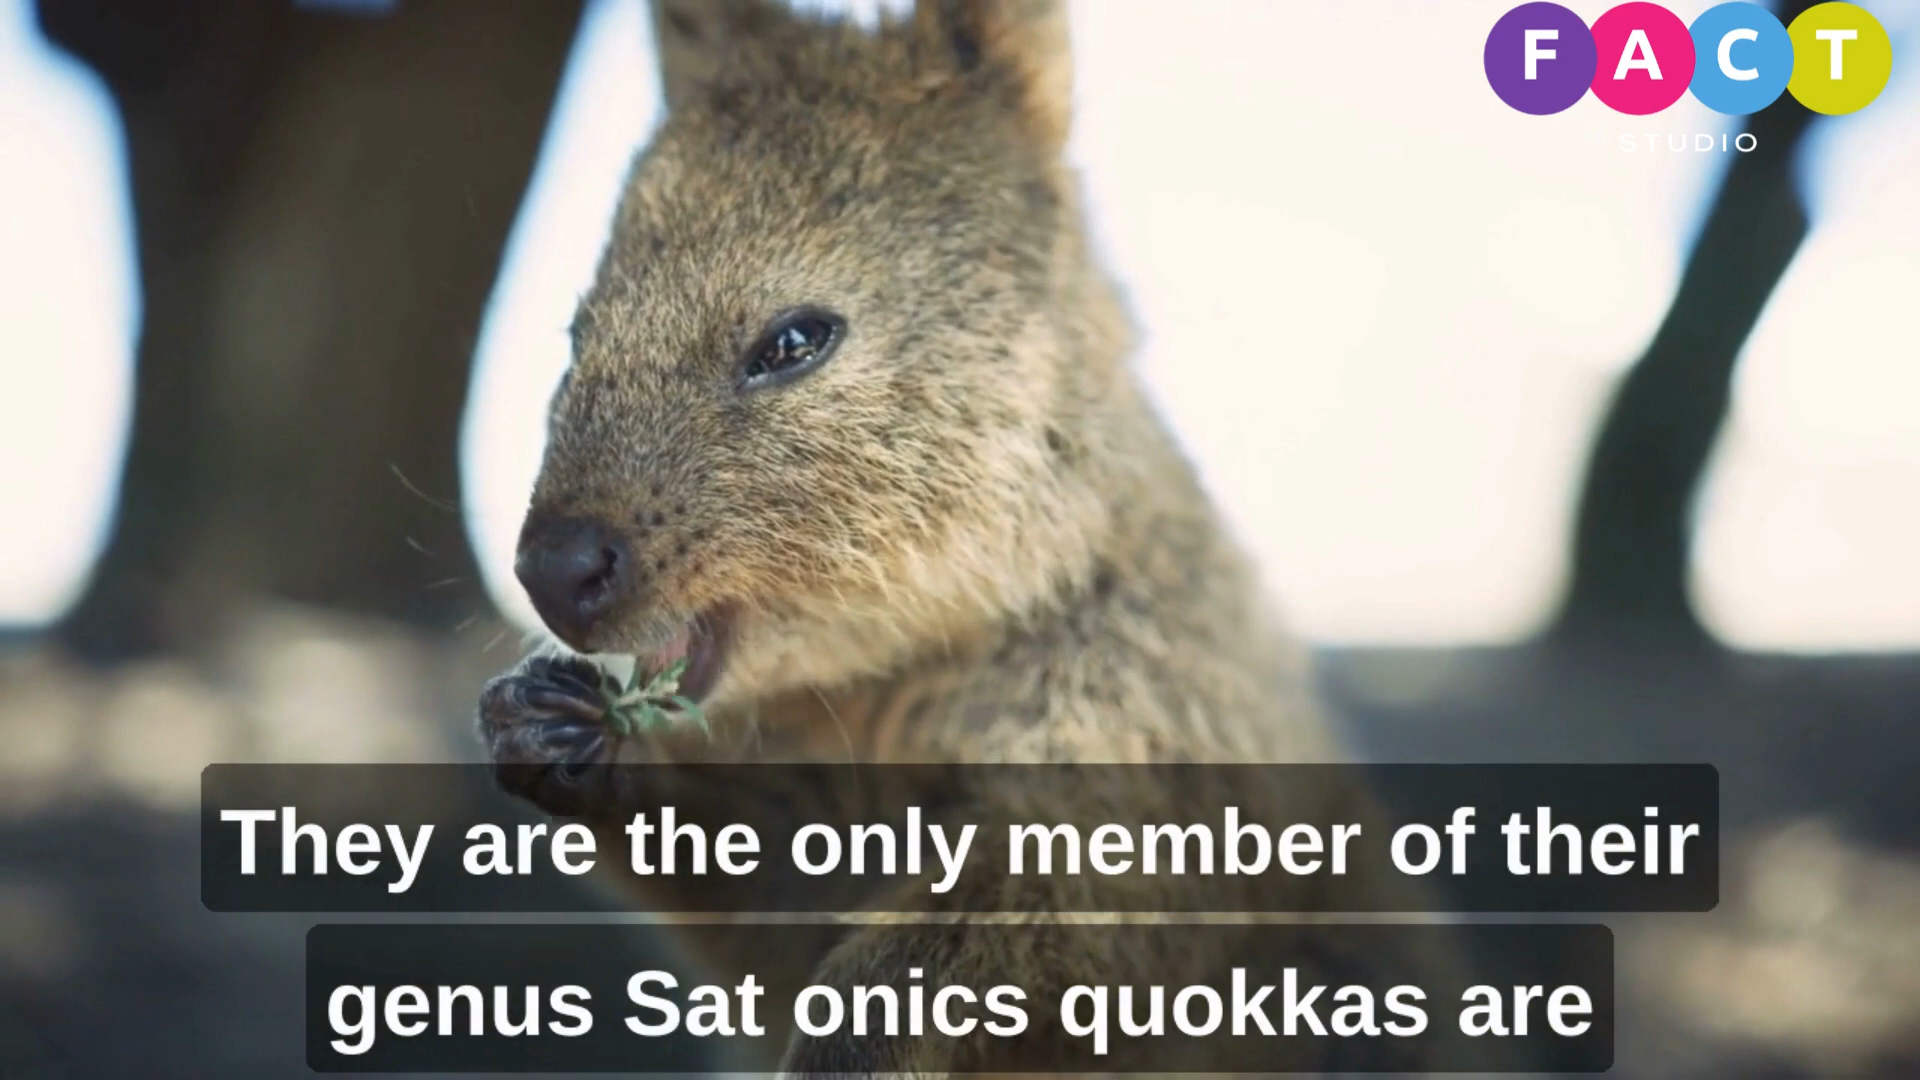 FACT
STUDIO
They are the only member of their
genus Sat onics quokkas are